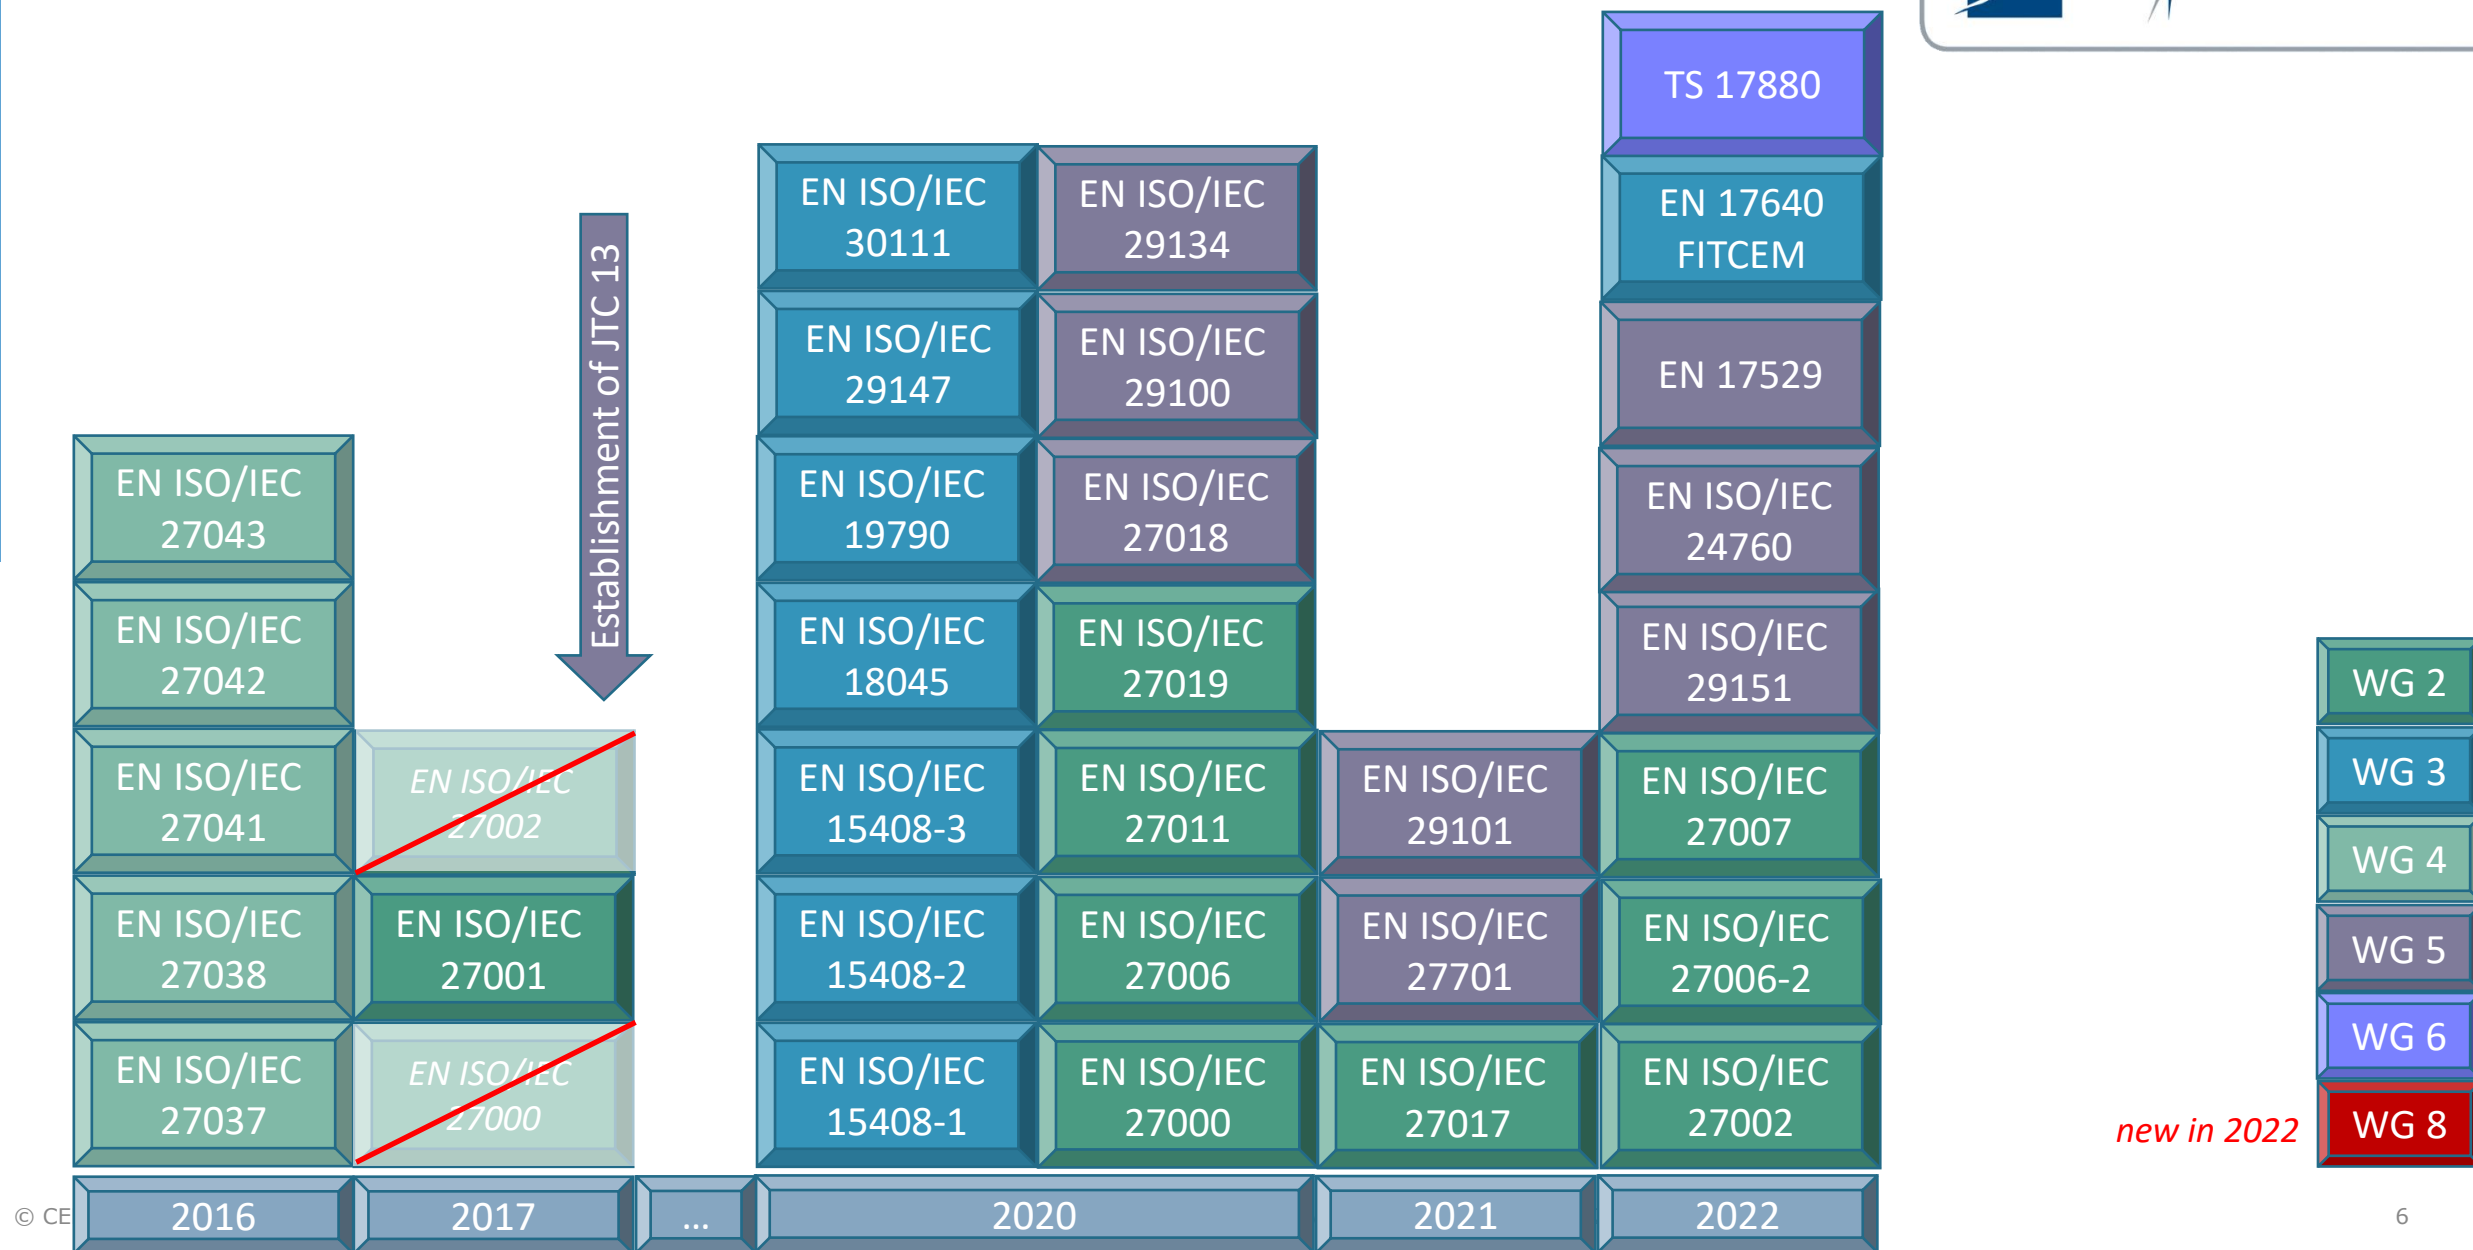 TS 17880
EN ISO/IEC
30111
EN ISO/IEC
29134
EN 17640
FITCEM
Establishment of JTC 13
EN ISO/IEC
29147
EN ISO/IEC
29100
EN 17529
EN ISO/IEC
27043
EN ISO/IEC
19790
EN ISO/IEC
27018
EN ISO/IEC
24760
EN ISO/IEC
27042
EN ISO/IEC
18045
EN ISO/IEC
27019
EN ISO/IEC
29151
EN ISO/IEC
27041
EN ISO/IEC
27002
EN ISO/IEC
15408-3
EN ISO/IEC
27011
EN ISO/IEC
29101
EN ISO/IEC
27007
EN ISO/IEC
27038
EN ISO/IEC
27001
EN ISO/IEC
15408-2
EN ISO/IEC
27006
EN ISO/IEC
27701
EN ISO/IEC
27006-2
EN ISO/IEC
27037
EN ISO/IEC
27000
EN ISO/IEC
15408-1
EN ISO/IEC
27000
EN ISO/IEC
27017
EN ISO/IEC
27002
WG 2
WG 3
WG 4
WG 5
WG 6
new in 2022
WG 8
© CE
2016
2017
...
2020
2021
2022
6